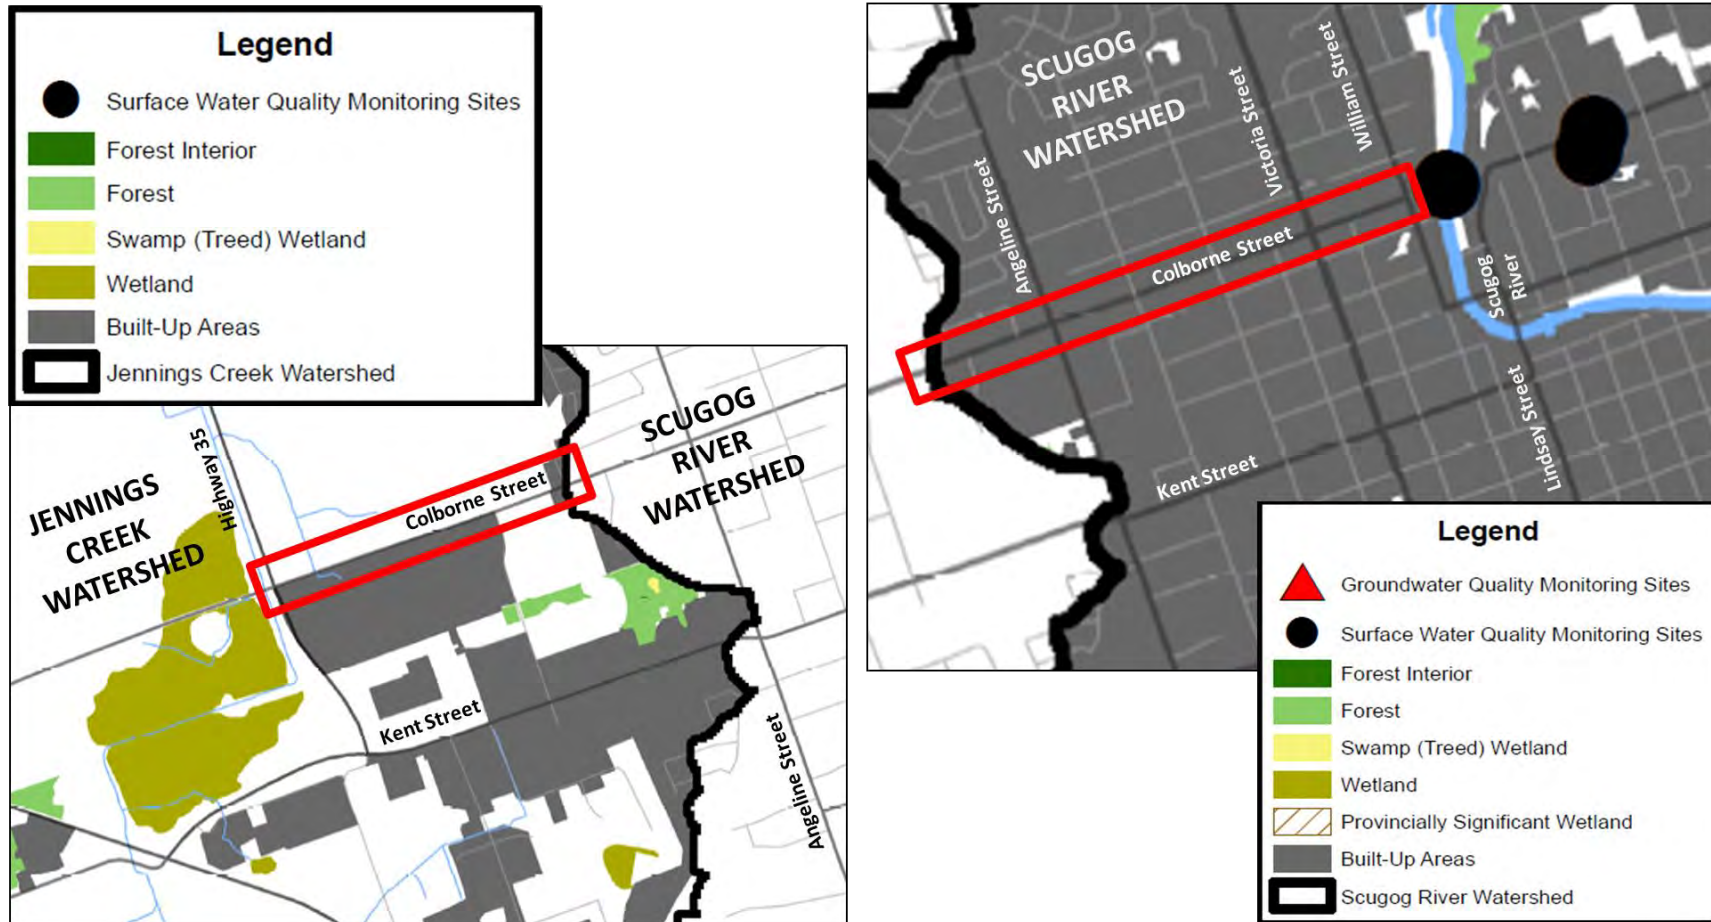 Legend
Surface Water Quality Monitoring Sites
Forest Interior
Forest
Swamp (Treed) Wetland
Wetland
Built-Up Areas
Jennings Creek Watershed
JENNINGS
CREEK
WATERSHED
Highway 35
Colborne Street
SCUGOG
RIVER
WATERSHED
Kent Street
Angeline Street
SCUGOG
RIVER
WATERSHED
Angeline Street
Victoria Street
William Street
Colborne Street
Scugog
River
Kent Street
Lindsay Street
Legend
Groundwater Quality Monitoring Sites
Surface Water Quality Monitoring Sites
Forest Interior
Forest
Swamp (Treed) Wetland
Wetland
Provincially Significant Wetland
Built-Up Areas
Scugog River Watershed